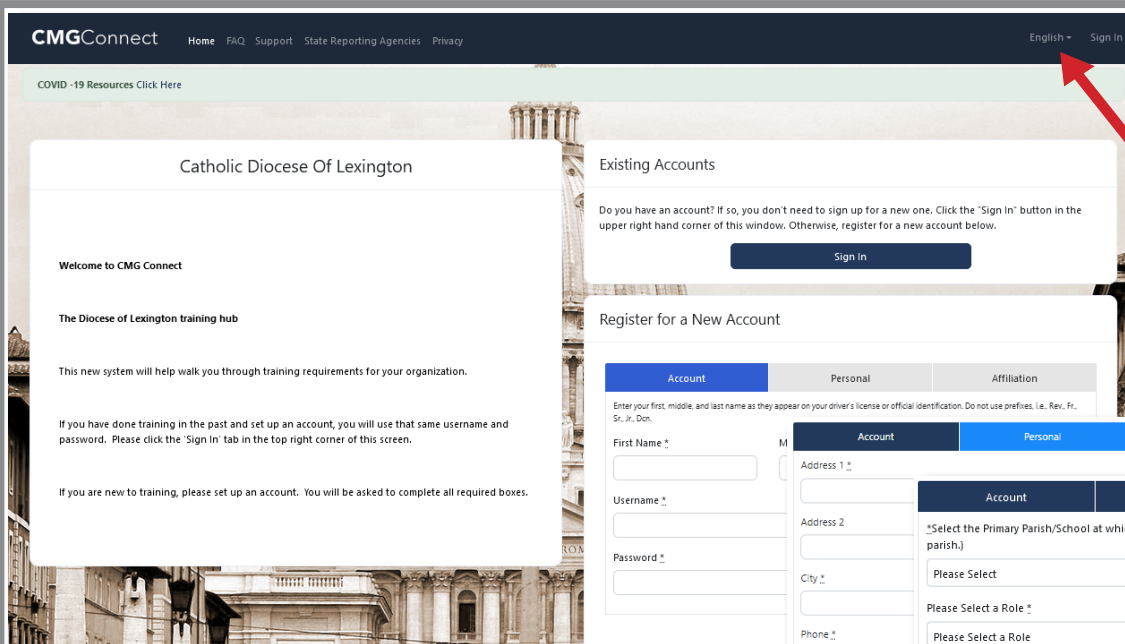 CMGConnect Home FAQ Support State Reporting Agencies Privacy English Sign In
COVID -19 Resources Click Here
Catholic Diocese Of Lexington
Welcome to CMG Connect
The Diocese of Lexington training hub
This new system will help walk you through training requirements for your organization.
If you have done training in the past and set up an account, you will use that same username and
password. Please click the 'Sign In' tab in the top right corner of this screen.
If you are new to training, please set up an account. You will be asked to complete all required boxes.
Existing Accounts
Do you have an account? If so, you don't need to sign up for a new one. Click the "Sign In" button in the
upper right hand corner of this window. Otherwise, register for a new account below.
Sign In
Register for a New Account
Account Personal Affiliation
Enter your first, middle, and last name as they appear on your driver's license or official identification. Do not use prefixes, i.e., Rev., Fr.,
Sr., Jr., Dcn.
First Name *
M
Username *
Password *
Account Personal
Address 1 *
Address 2
City *
Phone *
Account
*Select the Primary Parish/School at whi
parish.)
Please Select
Please Select a Role *
Please Select a Role